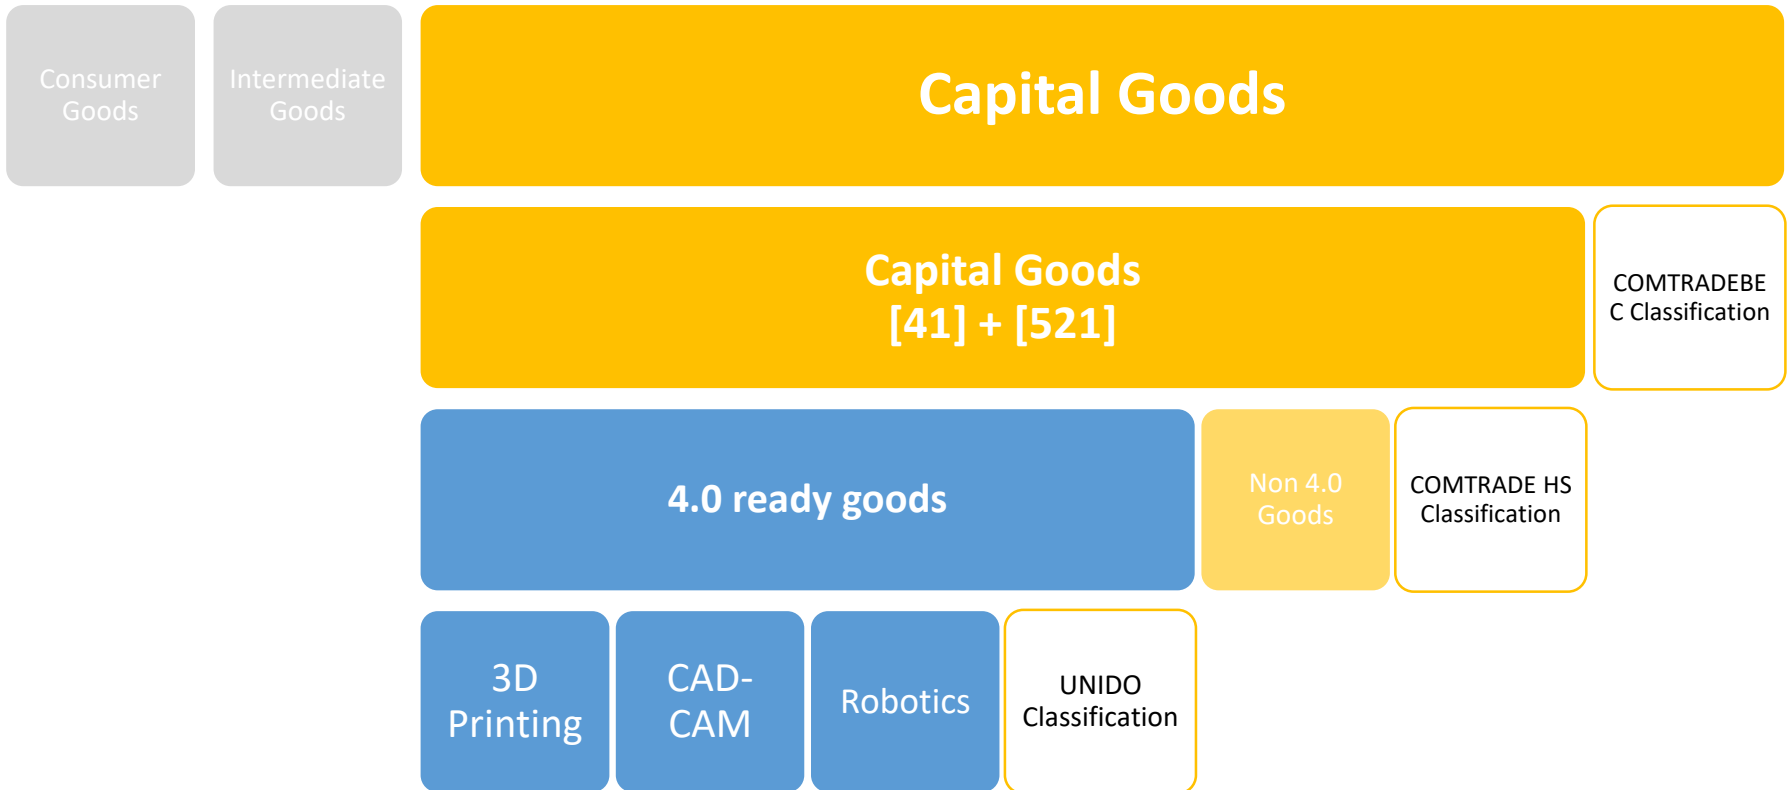 Consumer
Goods
Intermediate
Goods
Capital Goods
Capital Goods
[41] + [521]
COMTRADEBE
C Classification
4.0 ready goods
Non 4.0
Goods
COMTRADE HS
Classification
3D
Printing
CAD-
CAM
Robotics
UNIDO
Classification